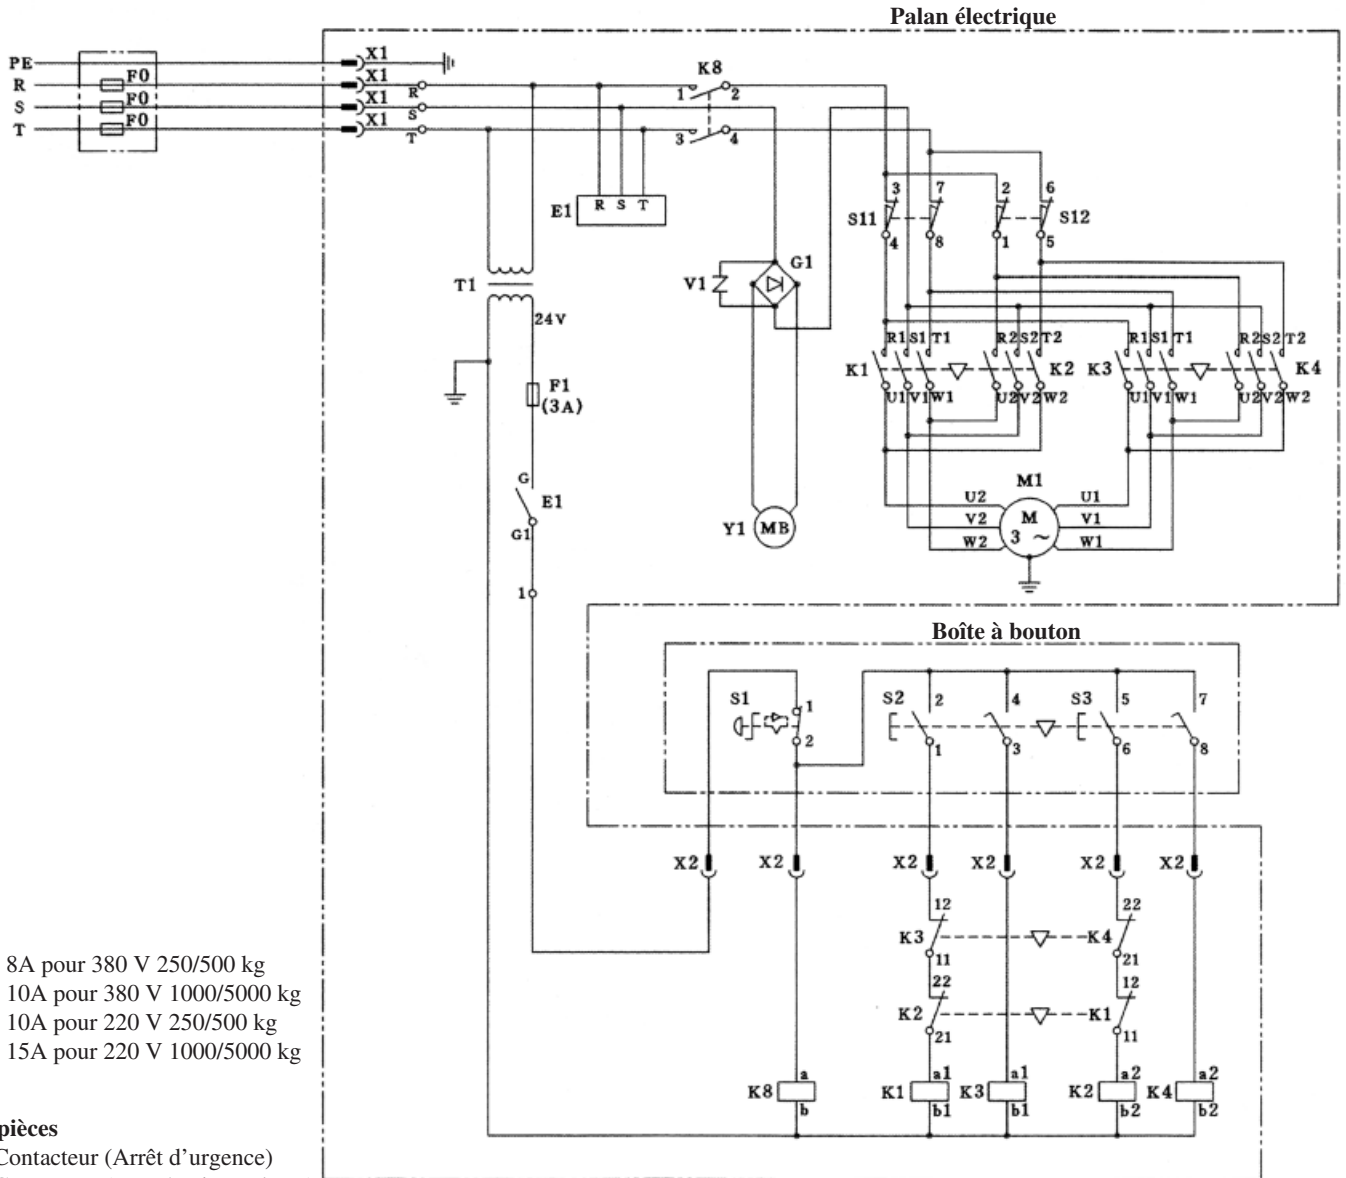 Palan électrique
PE X1
R F0 X1 R K8 1 2
S F0 X1 S
T F0 X1 T 3 4
E1 R S T
3 7 2 6
S11 S12
4 8 1 5
T1 V1 G1
24V
R1 S1 T1 R2 S2 T2 R1 S1 T1 R2 S2 T2
K1 K2 K3 K4
U1 V1 W1 U2 V2 W2 U1 V1 W1 U2 V2 W2
F1
(3A)
M1
G U2 U1
E1 Y1 MB V2 M V1
G1 W2 3 ~ W1
1
Boîte à bouton
S1 1 S2 2 4 S3 5 7
2 1 3 6 8
X2 X2 X2 X2 X2 X2
12 22
K3 K4
11 21
22 12
K2 K1
21 11
8A pour 380 V 250/500 kg
10A pour 380 V 1000/5000 kg
10A pour 220 V 250/500 kg
15A pour 220 V 1000/5000 kg
a a1 a1 a2 a2
K8 K1 K3 K2 K4
b b1 b1 b2 b2
pièces
Contacteur (Arrêt d’urgence)